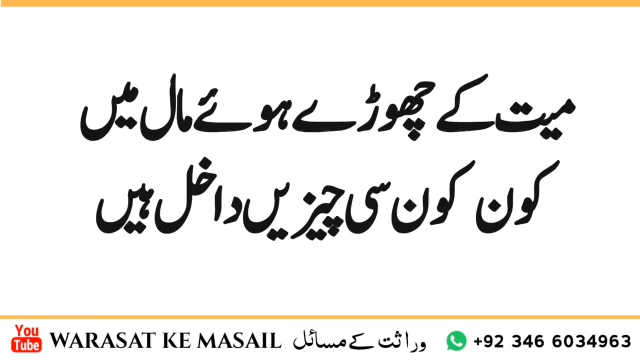 میت کے چھوڑے ہوئے مال میں
کون کون سی چیزیں داخل ہیں
You Tube WARASAT KE MASAIL وراثت کے مسائل +92 346 6034963